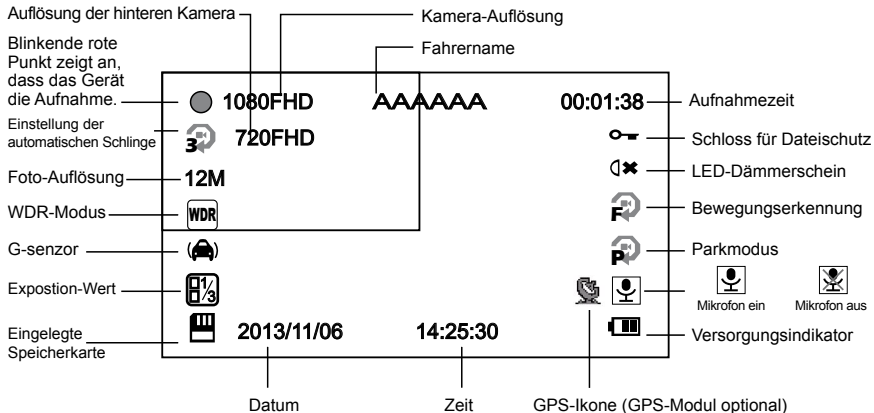 Auflösung der hinteren Kamera
Kamera-Auflösung
Blinkende rote
Punkt zeigt an,
dass das Gerät
die Aufnahme.
Fahrername
1080FHD AAAAAA 00:01:38
Aufnahmezeit
Einstellung der
automatischen Schlinge
3 720FHD
Schloss für Dateischutz
Foto-Auflösung
12M
LED-Dämmerschein
WDR-Modus
WDR
F
Bewegungserkennung
G-senzor
P
Parkmodus
Expostion-Wert
1/3
Mikrofon ein
Mikrofon aus
Eingelegte
Speicherkarte
2013/11/06 14:25:30
Versorgungsindikator
Datum
Zeit
GPS-Ikone (GPS-Modul optional)